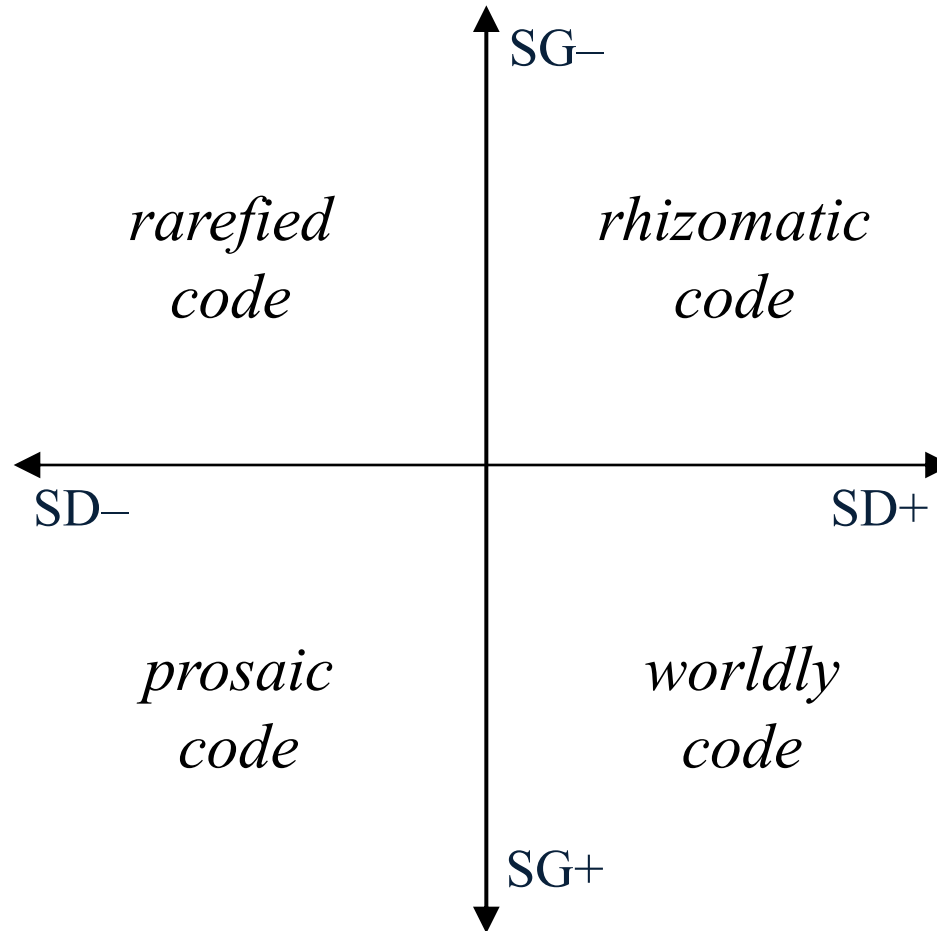 SG–
rarefied
code
rhizomatic
code
SD–
SD+
prosaic
code
worldly
code
SG+